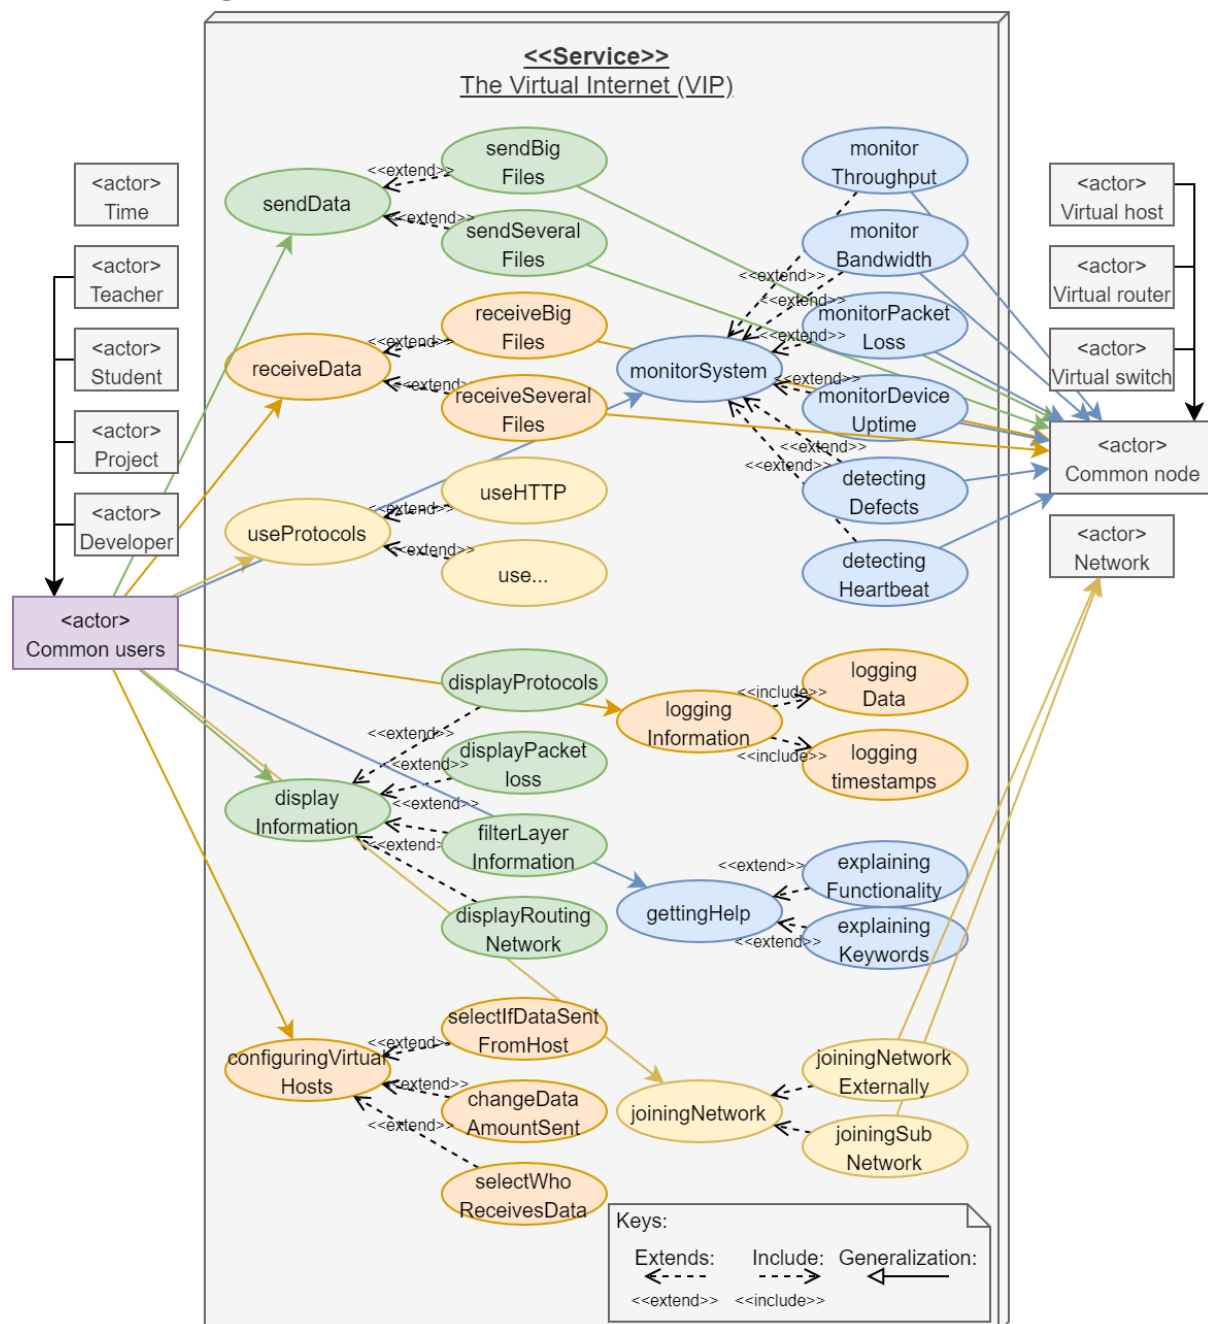 <<Service>>
The Virtual Internet (VIP)
<actor>
Time
<actor>
Teacher
<actor>
Student
<actor>
Project
<actor>
Developer
<actor>
Common users
sendData
<<extend>>
<<extend>>
sendBig
Files
sendSeveral
Files
receiveData
<<extend>>
<<extend>>
receiveBig
Files
receiveSeveral
Files
useProtocols
<<extend>>
<<extend>>
useHTTP
use...
monitorSystem
<<extend>>
<<extend>>
<<extend>>
<<extend>>
<<extend>>
<<extend>>
monitor
Throughput
monitor
Bandwidth
monitorPacket
Loss
monitorDevice
Uptime
detecting
Defects
detecting
Heartbeat
<actor>
Virtual host
<actor>
Virtual router
<actor>
Virtual switch
<actor>
Common node
<actor>
Network
display
Information
<<extend>>
<<extend>>
<<extend>>
<<extend>>
displayProtocols
displayPacket
loss
filterLayer
Information
displayRouting
Network
logging
Information
<<include>>
<<include>>
logging
Data
logging
timestamps
gettingHelp
<<extend>>
<<extend>>
explaining
Functionality
explaining
Keywords
configuringVirtual
Hosts
<<extend>>
<<extend>>
<<extend>>
selectIfDataSent
FromHost
changeData
AmountSent
selectWho
ReceivesData
joiningNetwork
joiningNetwork
Externally
joiningSub
Network
Keys:
Extends: Include: Generalization:
<<extend>> <<include>>